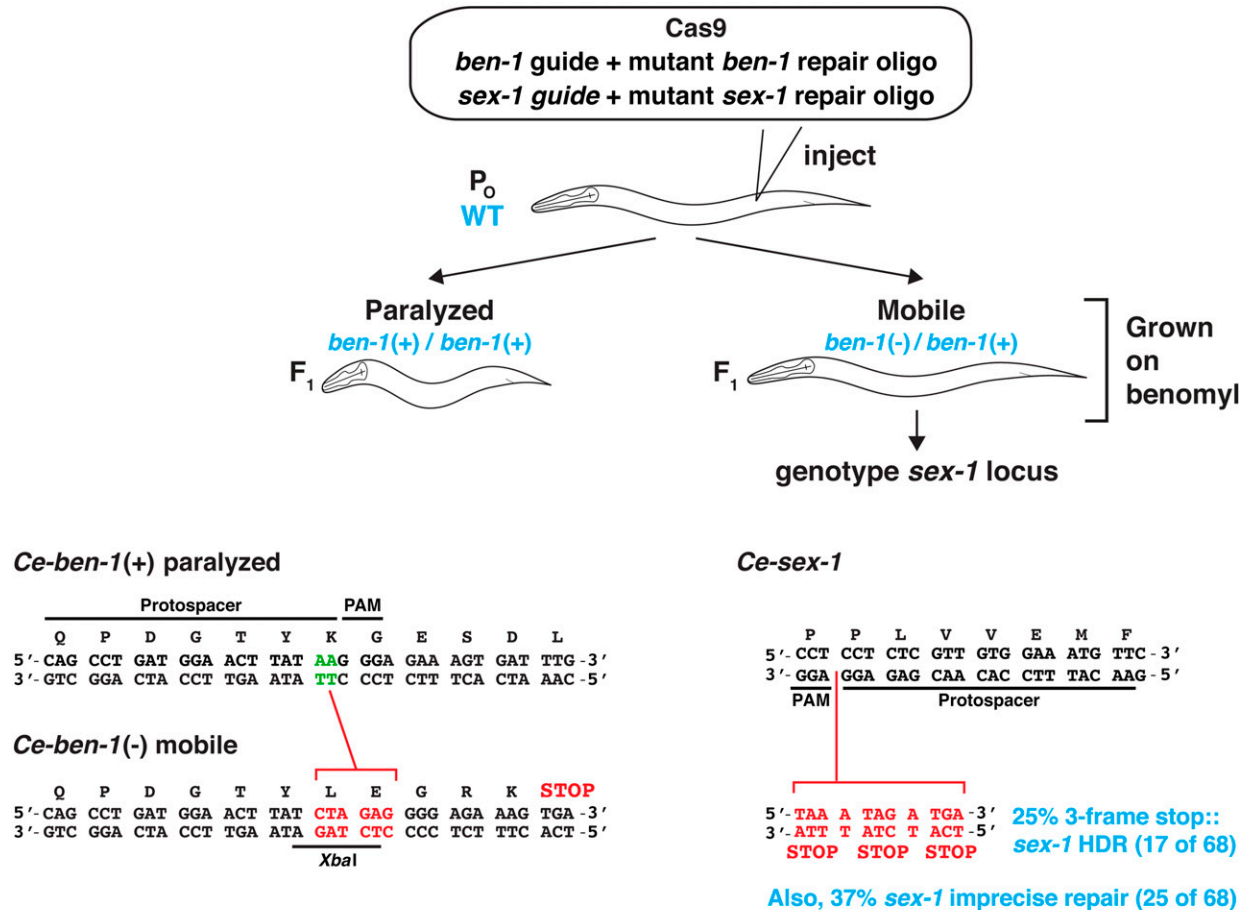 Cas9
ben-1 guide + mutant ben-1 repair oligo
sex-1 guide + mutant sex-1 repair oligo
inject
P0
WT
Paralyzed
ben-1(+) / ben-1(+)
F1
Mobile
ben-1(-) / ben-1(+)
F1
Grown
on
benomyl
genotype sex-1 locus
Ce-ben-1(+) paralyzed
Protospacer PAM
Q P D G T Y K G E S D L
5′-CAG CCT GAT GGA ACT TAT AAG GGA GAA AGT GAT TTG-3′
3′-GTC GGA CTA CCT TGA ATA TTC CCT CTT TCA CTA AAC-5′
Ce-ben-1(-) mobile
Q P D G T Y L E G R K STOP
5′-CAG CCT GAT GGA ACT TAT CTA GAG GGG AGA AAG TGA-3′
3′-GTC GGA CTA CCT TGA ATA GAT CTC CCC TCT TTC ACT-5′
XbaI
Ce-sex-1
P P L V V E M F
5′-CCT CCT CTC GTT GTG GAA ATG TTC-3′
3′-GGA GGA GAG CAA CAC CTT TAC AAG-5′
PAM Protospacer
5′-TAA A TAG A TGA-3′
3′-ATT T ATC T ACT-5′
STOP STOP STOP
25% 3-frame stop::
sex-1 HDR (17 of 68)
Also, 37% sex-1 imprecise repair (25 of 68)